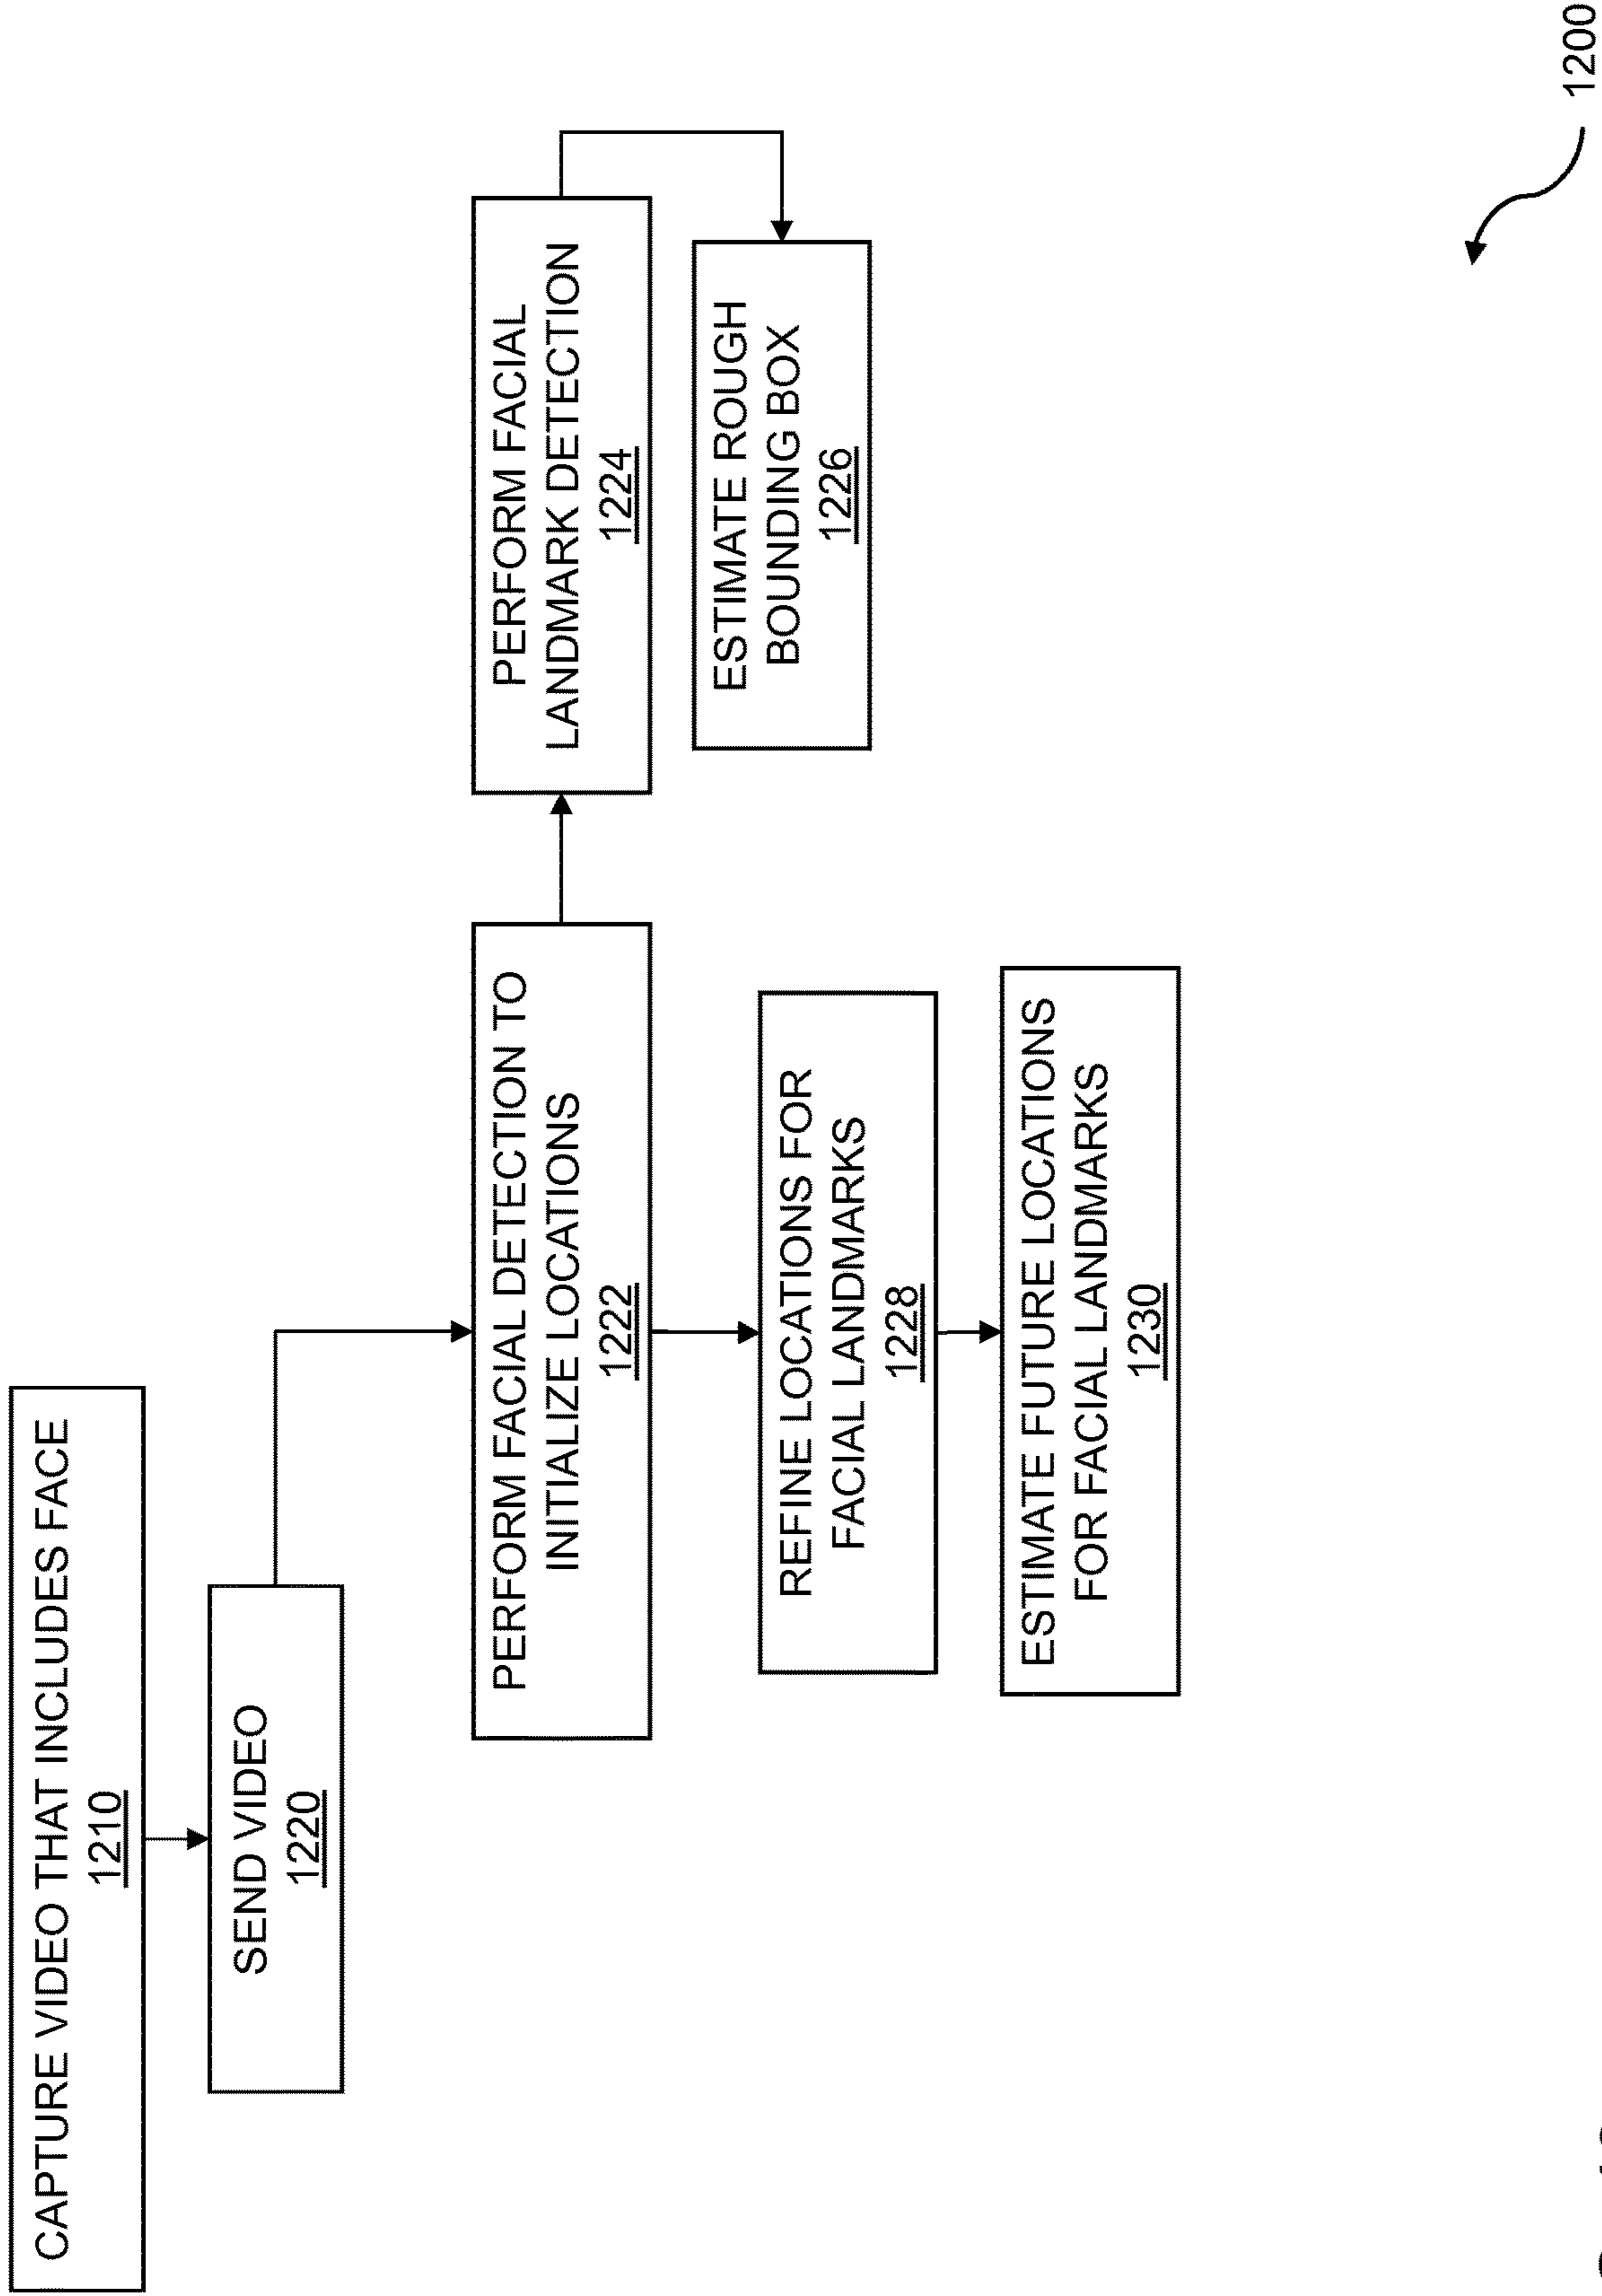 CAPTURE VIDEO THAT INCLUDES FACE
1210
SEND VIDEO
1220
PERFORM FACIAL DETECTION TO
INITIALIZE LOCATIONS
1222
PERFORM FACIAL
LANDMARK DETECTION
1224
ESTIMATE ROUGH
BOUNDING BOX
1226
REFINE LOCATIONS FOR
FACIAL LANDMARKS
1228
ESTIMATE FUTURE LOCATIONS
FOR FACIAL LANDMARKS
1230
1200